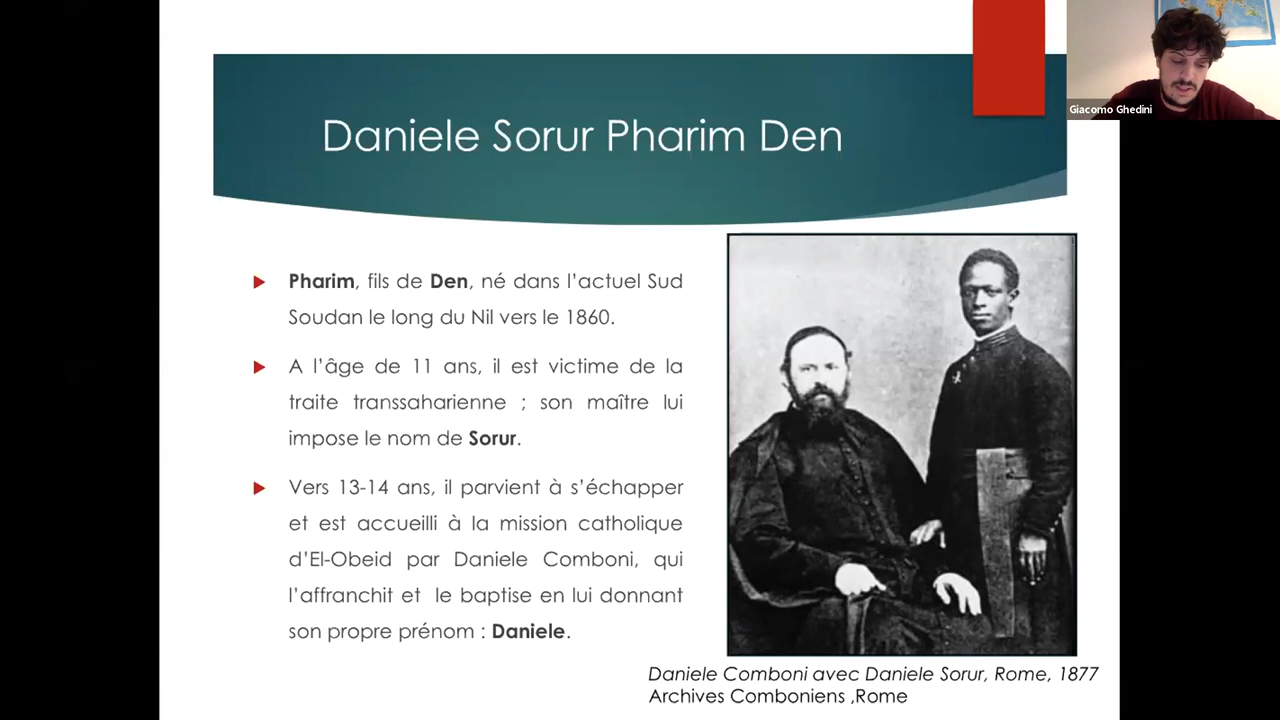 Daniele Sorur Pharim Den
Giacomo Ghedini
Pharim, fils de Den, né dans l'actuel Sud
Soudan le long du Nil vers le 1860.
A l'âge de 11 ans, il est victime de la
traite transsaharienne ; son maître lui
impose le nom de Sorur.
Vers 13-14 ans, il parvient à s'échapper
et est accueilli à la mission catholique
d'El-Obeid par Daniele Comboni, qui
l'affranchit et le baptise en lui donnant
son propre prénom : Daniele.
Daniele Comboni avec Daniele Sorur, Rome, 1877
Archives Comboniens ,Rome